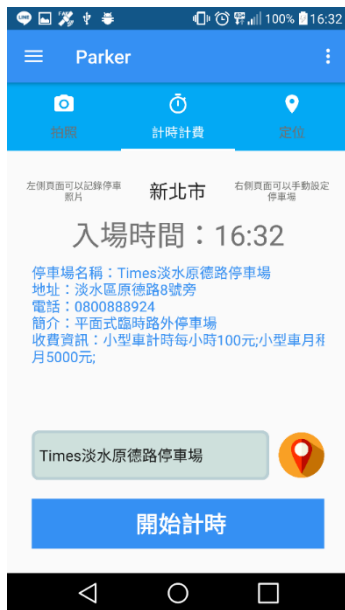 100% 16:32
Parker
拍照 計時計費 定位
左側頁面可以記錄停車
照片
新北市
右側頁面可以手動設定
停車場
入場時間：16:32
停車場名稱：Times淡水原德路停車場
地址：淡水區原德路8號旁
電話：0800888924
簡介：平面式臨時路外停車場
收費資訊：小型車計時每小時100元;小型車月租
月5000元;
Times淡水原德路停車場
開始計時